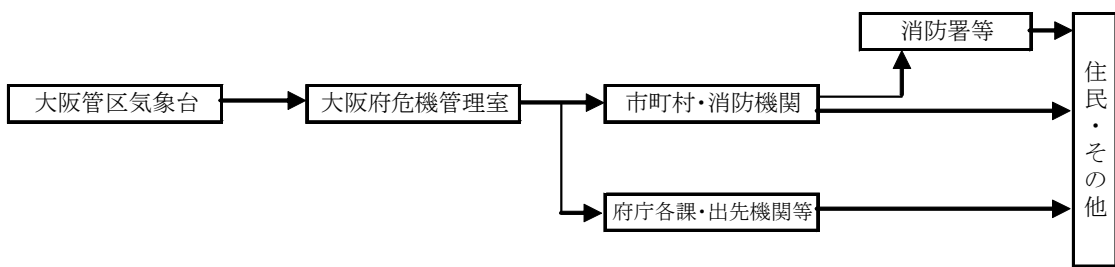 消防署等
大阪管区気象台
大阪府危機管理室
市町村・消防機関
府庁各課・出先機関等
住民・その他